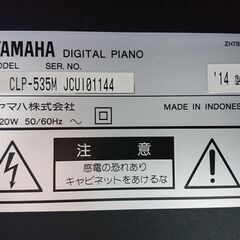 YAMAHA DIGITAL PIANO
MODEL SER. NO.
CLP-535M JCUI01144
'14 製
ヤマハ株式会社
MADE IN INDONES
20W 50/60Hz
注 意
感電の恐れあり
キャビネットをあけるな